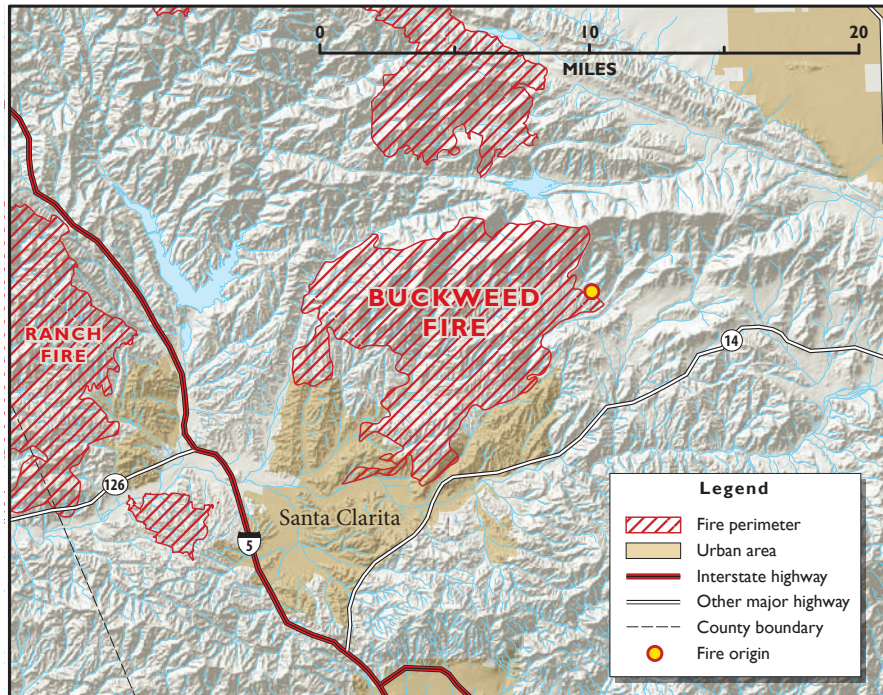 0 10 20
MILES
BUCKWEED
FIRE
RANCH
FIRE
14
126
Santa Clarita
5
Legend
Fire perimeter
Urban area
Interstate highway
Other major highway
County boundary
Fire origin